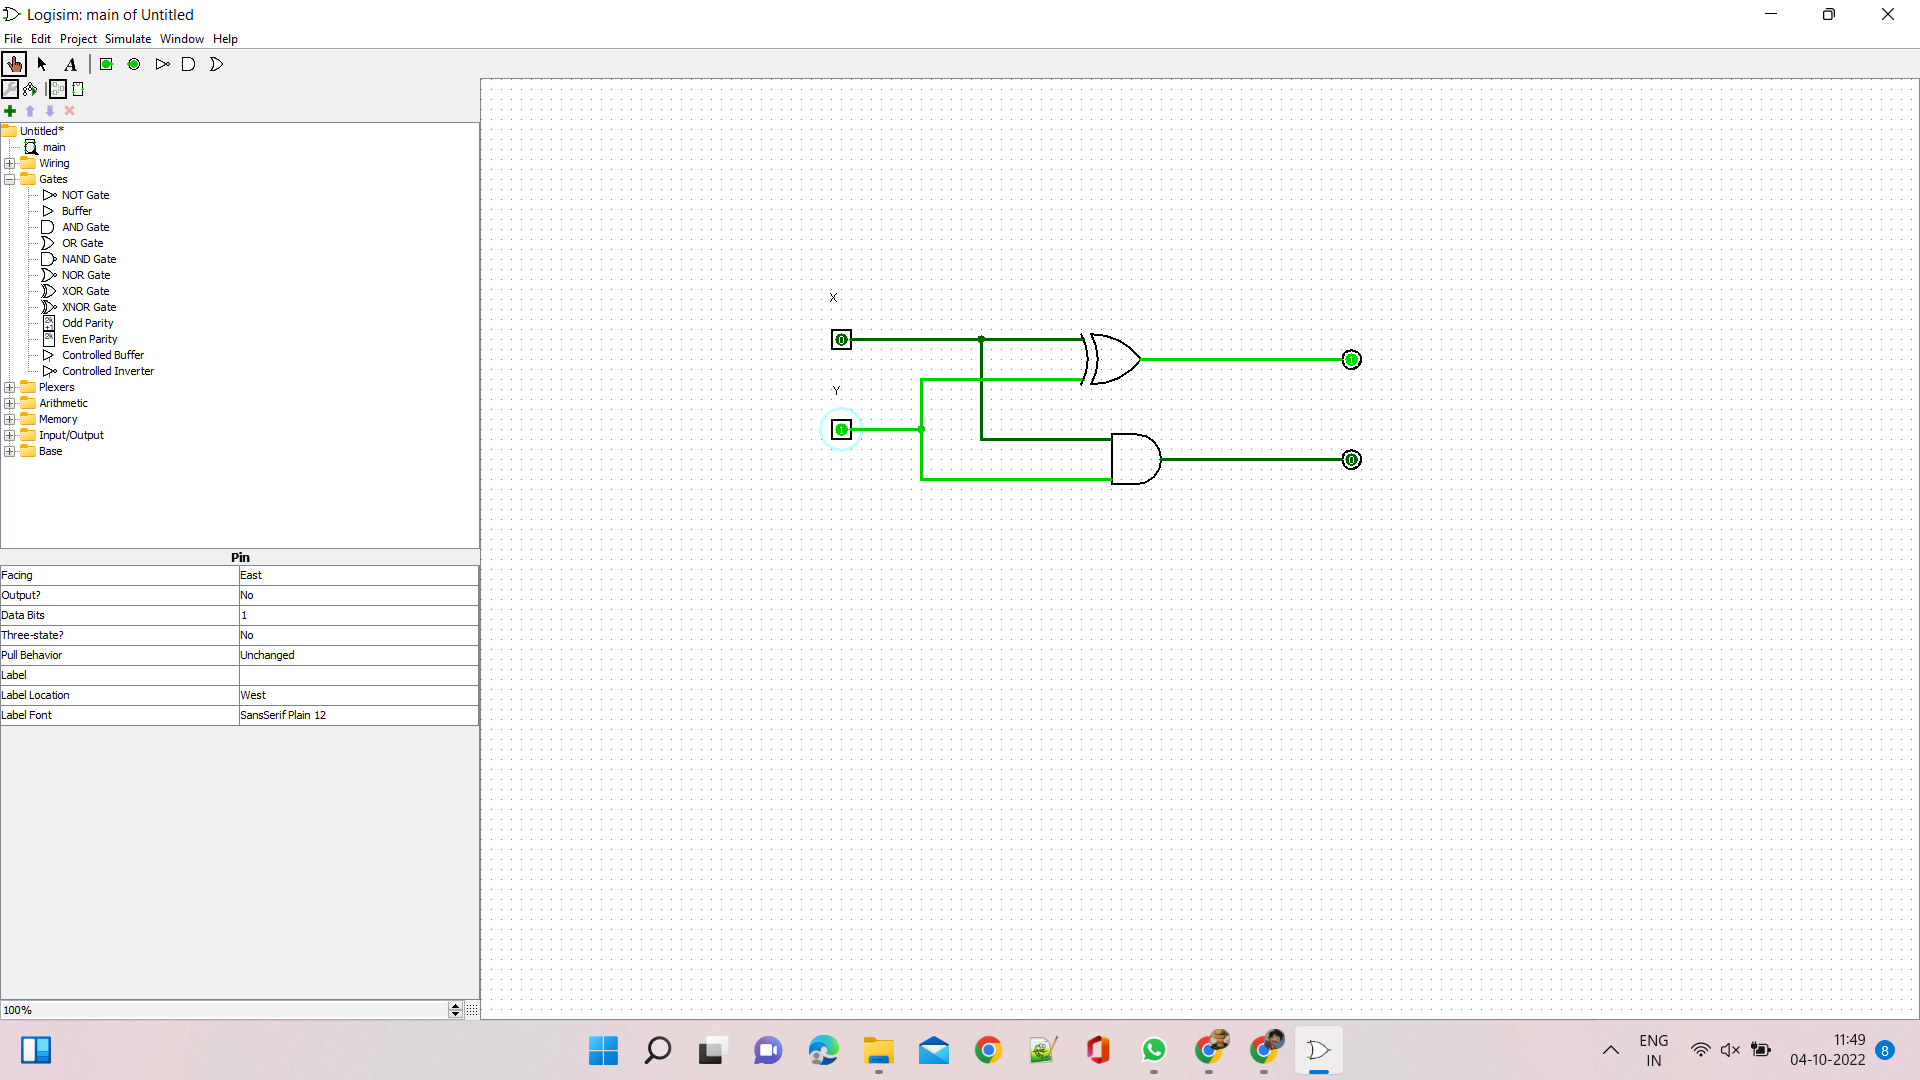 Logisim: main of Untitled
File Edit Project Simulate Window Help
A
Untitled*
main
Wiring
Gates
NOT Gate
Buffer
AND Gate
OR Gate
NAND Gate
NOR Gate
XOR Gate
XNOR Gate
Odd Parity
Even Parity
Controlled Buffer
Controlled Inverter
Plexers
Arithmetic
Memory
Input/Output
Base
Pin
Facing East
Output? No
Data Bits 1
Three-state? No
Pull Behavior Unchanged
Label
Label Location West
Label Font SansSerif Plain 12
100%
X
0
1
Y
1
0
ENG
IN
11:49
04-10-2022
8